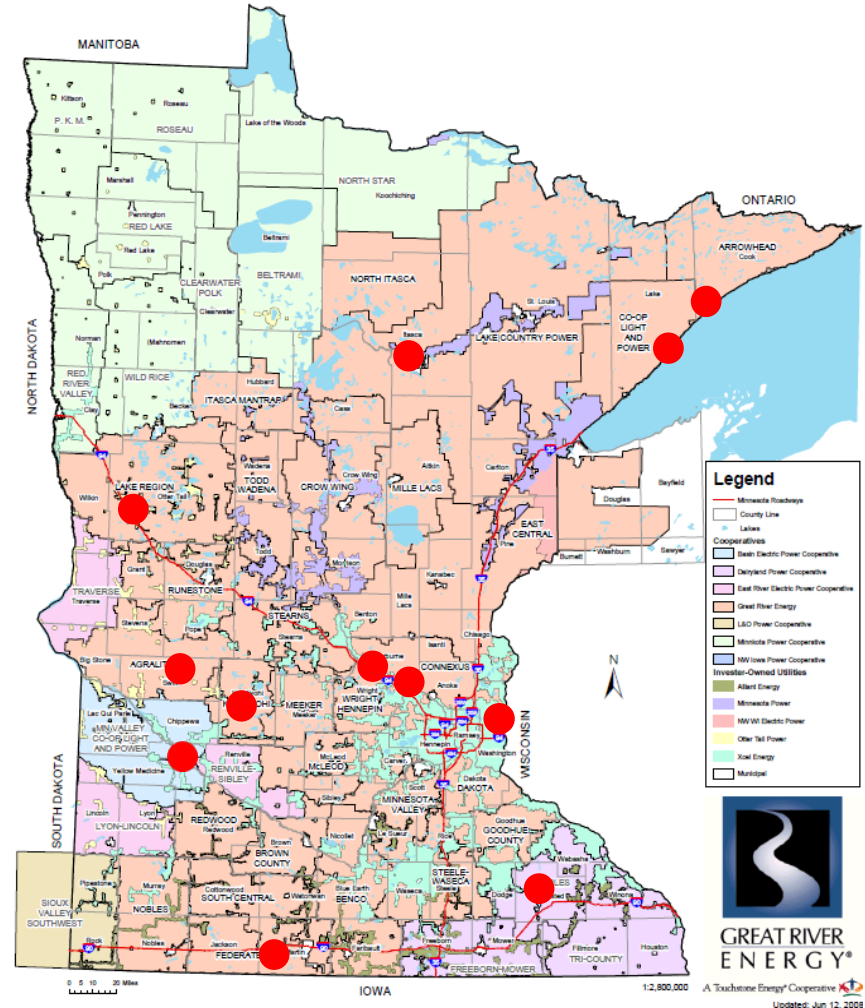 MANITOBA
Kittson
Roseau
P. K. M.
ROSEAU
Lake of the Woods
NORTH STAR
Koochiching
Marshall
ONTARIO
Pennington
RED LAKE
Beltrami
ARROWHEAD
Cook
Red Lake
Polk
CLEARWATER
POLK
BELTRAMI
NORTH ITASCA
Clearwater
St. Louis
Lake
NORTH DAKOTA
Norman
Mahnomen
Itasca
LAKE COUNTRY POWER
CO-OP
LIGHT
AND
POWER
RED
RIVER
VALLEY
WILD RICE
Hubbard
Clay
Becker
ITASCA MANTRAP
Cass
Wadena
TODD
WADENA
Crow Wing
CROW WING
Aitkin
MILLE LACS
Carlton
LAKE REGION
Otter Tail
Wilkin
Douglas
Bayfield
EAST
CENTRAL
Pine
Burnett
Washburn
Sawyer
Todd
Morrison
Grant
Douglas
Kanabec
TRAVERSE
Traverse
RUNESTONE
Mille
Lacs
STEARNS
Benton
Stevens
Pope
Stearns
Isanti
Chisago
Big Stone
CONNEXUS
Anoka
Wright
WRIGHT
HENNEPIN
N
MEEKER
Meeker
Lac Qui Parle
Chippewa
MN VALLEY
CO-OP LIGHT
AND POWER
Ramsey
Hennepin
Washington
WISCONSIN
Renville
RENVILLE-
SIBLEY
McLeod
McLEOD
Carver
Yellow Medicine
Scott
Dakota
DAKOTA
SOUTH DAKOTA
Sibley
MINNESOTA
VALLEY
Lincoln
Lyon
LYON-LINCOLN
REDWOOD
Redwood
Nicollet
Le Sueur
Rice
Goodhue
GOODHUE
COUNTY
Brown
BROWN
COUNTY
Wabasha
STEELE-
WASECA
Steele
Pipestone
Murray
Cottonwood
SOUTH CENTRAL
Watonwan
Blue Earth
BENCO
Waseca
Dodge
Winona
SIOUX
VALLEY
SOUTHWEST
NOBLES
Rock
Nobles
Jackson
Faribault
Freeborn
Mower
Fillmore
TRI-COUNTY
Houston
FREEBORN-MOWER
0 5 10 20 Miles
IOWA
1:2,800,000
Legend
Minnesota Roadways
County Line
Lakes
Cooperatives
Basin Electric Power Cooperative
Dairyland Power Cooperative
East River Electric Power Cooperative
Great River Energy
L&O Power Cooperative
Minnkota Power Cooperative
NW Iowa Power Cooperative
Invester-Owned Utilities
Allant Energy
Minnesota Power
NW WI Electric Power
Otter Tail Power
Xcel Energy
Municipal
GREAT RIVER
ENERGY®
A Touchstone Energy® Cooperative
Updated: Jun 12, 2008